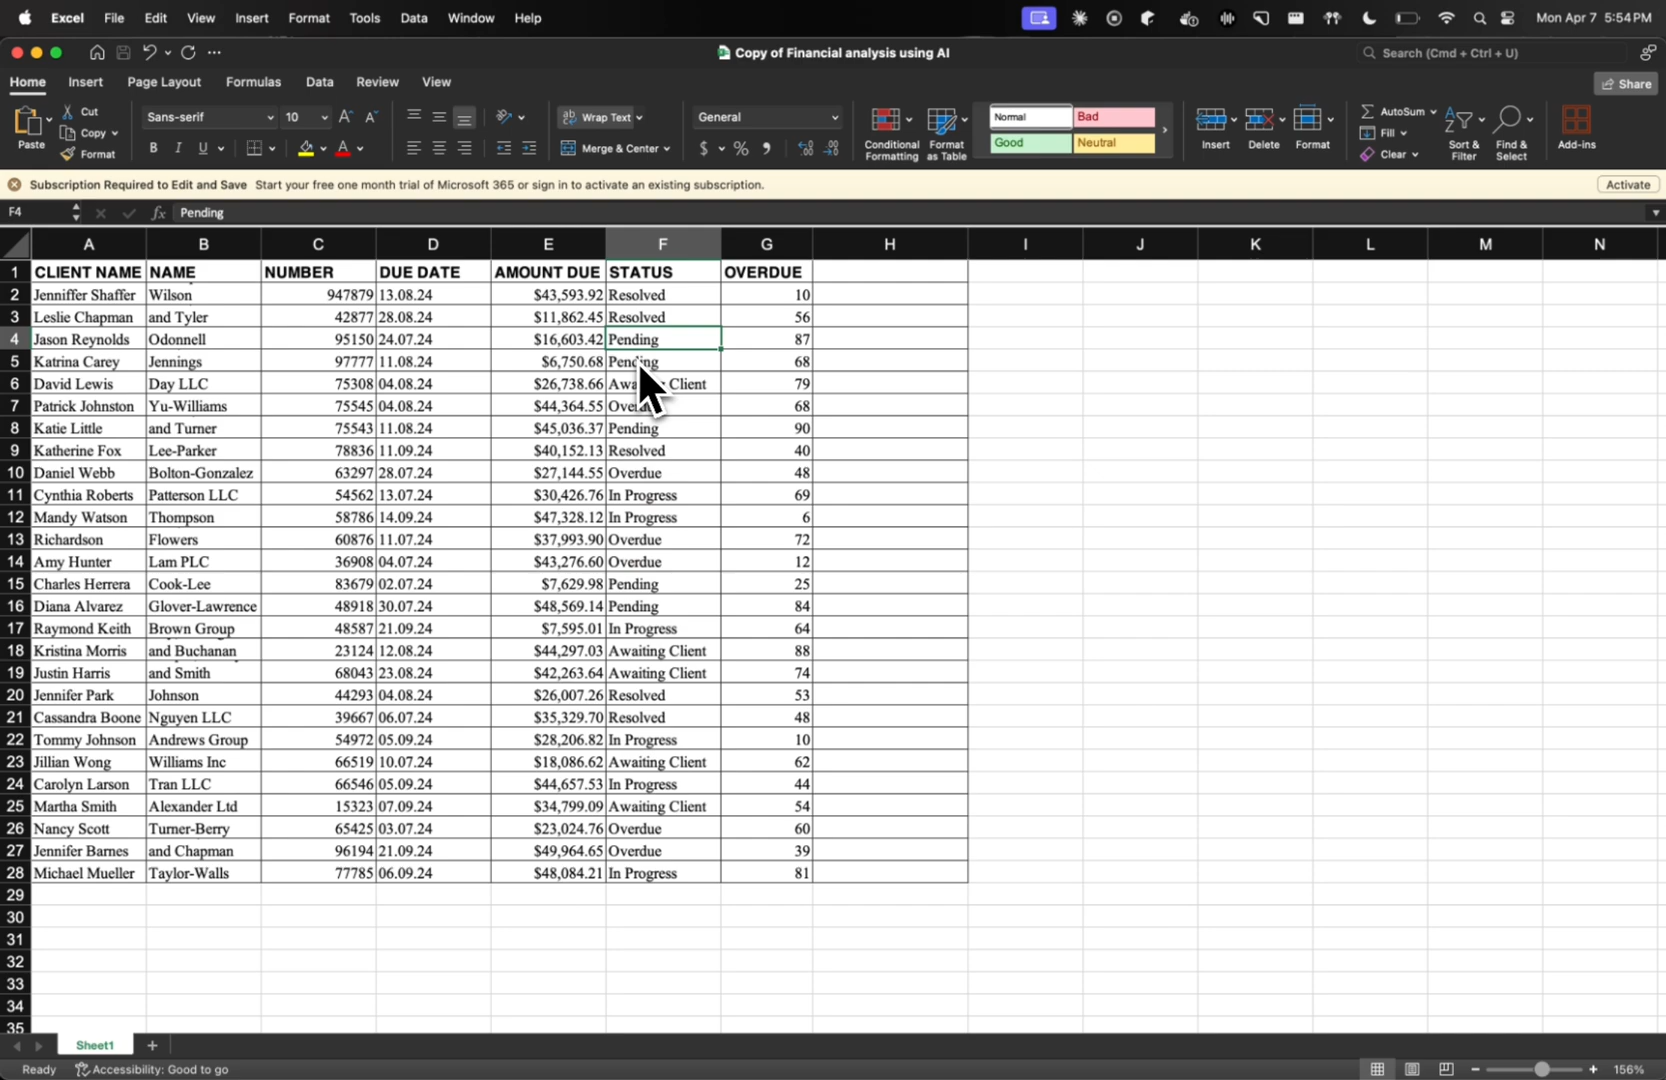 Excel File Edit View Insert Format Tools Data Window Help Mon Apr 7 5:54 PM
Copy of Financial analysis using AI Search (Cmd + Ctrl + U)
Home Insert Page Layout Formulas Data Review View Share
Paste Cut Copy Format Sans-serif 10 Wrap Text Merge & Center General Conditional Formatting Format as Table Normal Bad Good Neutral Insert Delete Format AutoSum Fill Clear Sort & Filter Find & Select Add-ins
Subscription Required to Edit and Save Start your free one month trial of Microsoft 365 or sign in to activate an existing subscription. Activate
F4 fx Pending
A B C D E F G H I J K L M N
1 CLIENT NAME NAME NUMBER DUE DATE AMOUNT DUE STATUS OVERDUE
2 Jenniffer Shaffer Wilson 947879 13.08.24 $43,593.92 Resolved 10
3 Leslie Chapman and Tyler 42877 28.08.24 $11,862.45 Resolved 56
4 Jason Reynolds Odonnell 95150 24.07.24 $16,603.42 Pending 87
5 Katrina Carey Jennings 97777 11.08.24 $6,750.68 Pending 68
6 David Lewis Day LLC 75308 04.08.24 $26,738.66 Client 79
7 Patrick Johnston Yu-Williams 75545 04.08.24 $44,364.55 Overdue 68
8 Katie Little and Turner 75543 11.08.24 $45,036.37 Pending 90
9 Katherine Fox Lee-Parker 78836 11.09.24 $40,152.13 Resolved 40
10 Daniel Webb Bolton-Gonzalez 63297 28.07.24 $27,144.55 Overdue 48
11 Cynthia Roberts Patterson LLC 54562 13.07.24 $30,426.76 In Progress 69
12 Mandy Watson Thompson 58786 14.09.24 $47,328.12 In Progress 6
13 Richardson Flowers 60876 11.07.24 $37,993.90 Overdue 72
14 Amy Hunter Lam PLC 36908 04.07.24 $43,276.60 Overdue 12
15 Charles Herrera Cook-Lee 83679 02.07.24 $7,629.98 Pending 25
16 Diana Alvarez Glover-Lawrence 48918 30.07.24 $48,569.14 Pending 84
17 Raymond Keith Brown Group 48587 21.09.24 $7,595.01 In Progress 64
18 Kristina Morris and Buchanan 23124 12.08.24 $44,297.03 Awaiting Client 88
19 Justin Harris and Smith 68043 23.08.24 $42,263.64 Awaiting Client 74
20 Jennifer Park Johnson 44293 04.08.24 $26,007.26 Resolved 53
21 Cassandra Boone Nguyen LLC 39667 06.07.24 $35,329.70 Resolved 48
22 Tommy Johnson Andrews Group 54972 05.09.24 $28,206.82 In Progress 10
23 Jillian Wong Williams Inc 66519 10.07.24 $18,086.62 Awaiting Client 62
24 Carolyn Larson Tran LLC 66546 05.09.24 $44,657.53 In Progress 44
25 Martha Smith Alexander Ltd 15323 07.09.24 $34,799.09 Awaiting Client 54
26 Nancy Scott Turner-Berry 65425 03.07.24 $23,024.76 Overdue 60
27 Jennifer Barnes and Chapman 96194 21.09.24 $49,964.65 Overdue 39
28 Michael Mueller Taylor-Walls 77785 06.09.24 $48,084.21 In Progress 81
29
30
31
32
33
34
35
Sheet1
Ready Accessibility: Good to go 156%